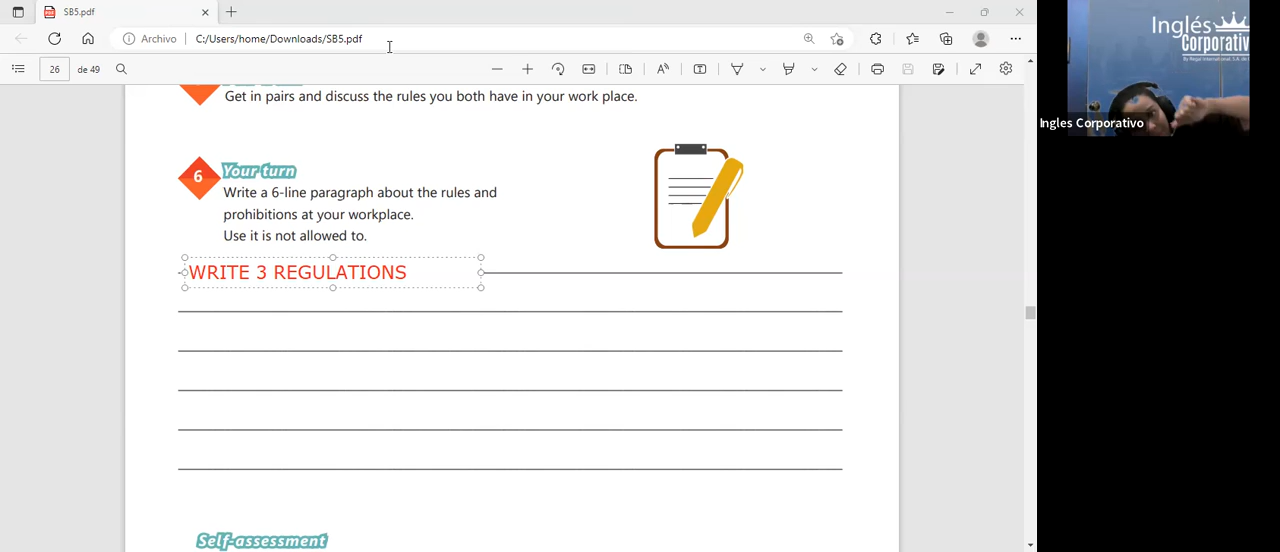 SB5.pdf
Archivo
C:/Users/home/Downloads/SB5.pdf
26
de 49
Get in pairs and discuss the rules you both have in your work place.
6
Your turn
Write a 6-line paragraph about the rules and
prohibitions at your workplace.
Use it is not allowed to.
WRITE 3 REGULATIONS
Self-assessment
Inglés
Corporativo
Ingles Corporativo